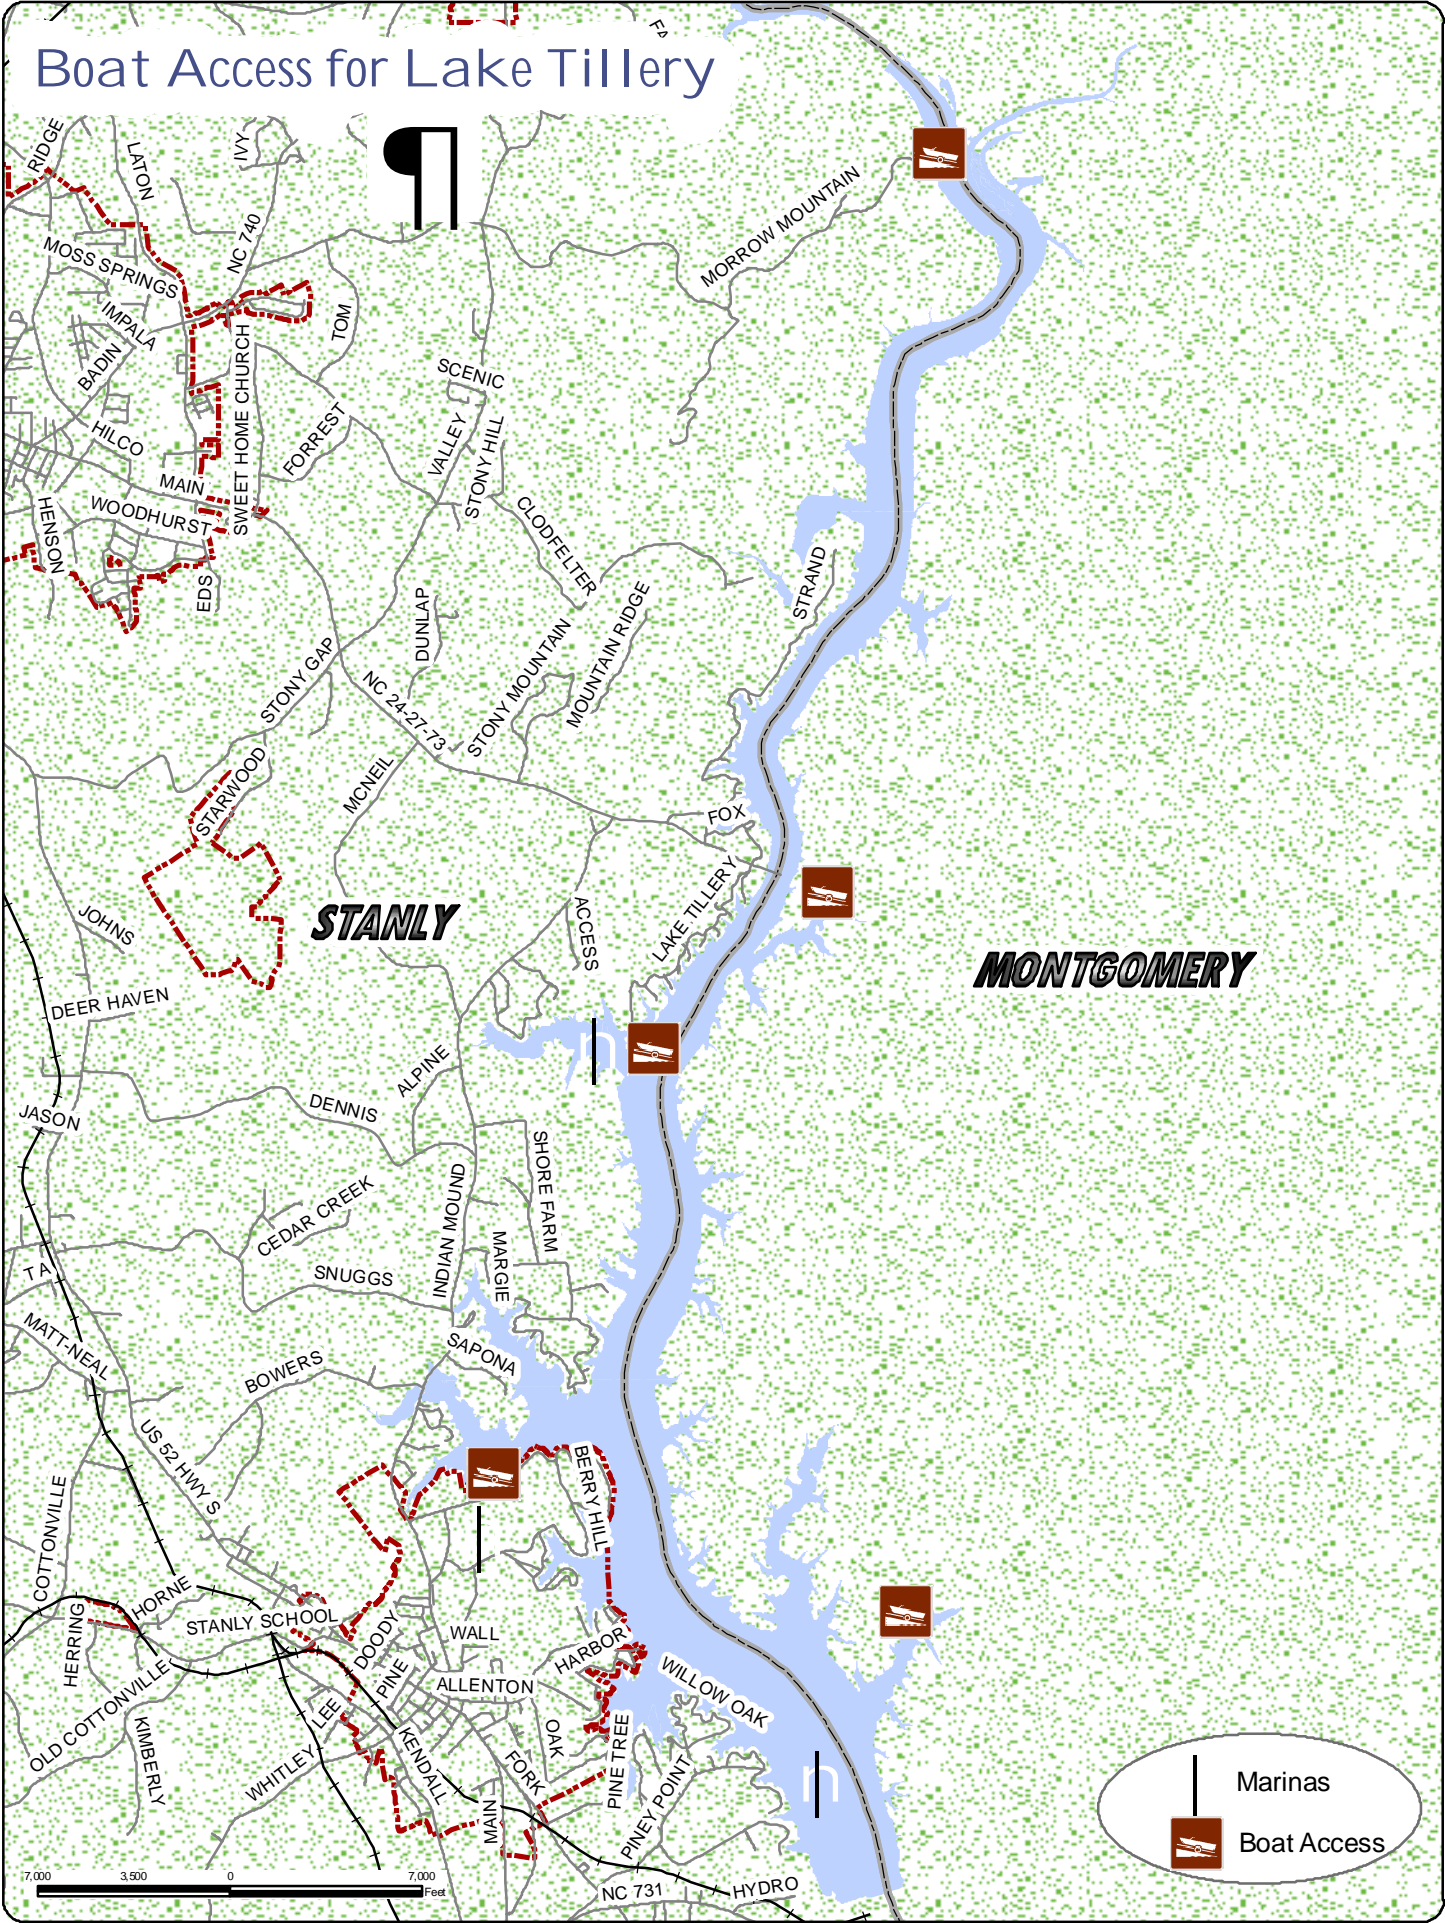 Boat Access for Lake Tillery
¶
FA
RIDGE
LATON
IVY
NC 740
MOSS SPRINGS
MORROW MOUNTAIN
IMPALA
TOM
BADIN
SWEET HOME CHURCH
SCENIC
FORREST
HILCO
VALLEY
STONY HILL
MAIN
WOODHURST
HENSON
CLODFELTER
EDS
STRAND
DUNLAP
MOUNTAIN RIDGE
STONY MOUNTAIN
STONY GAP
NC 24-27-73
STARWOOD
MCNEIL
FOX
LAKE TILLERY
JOHNS
STANLY
ACCESS
MONTGOMERY
DEER HAVEN
n
ALPINE
JASON
DENNIS
SHORE FARM
CEDAR CREEK
INDIAN MOUND
MARGIE
T A
SNUGGS
MATT-NEAL
SAPONA
BOWERS
US 52 HWY S
BERRY HILL
COTTONVILLE
HORNE
STANLY SCHOOL
HERRING
DOODY
WALL
HARBOR
PINE
ALLENTON
WILLOW OAK
OLD COTTONVILLE
LEE
KIMBERLY
OAK
PINE TREE
KENDALL
FORK
WHITLEY
PINEY POINT
n
MAIN
Marinas
Boat Access
7,000 3,500 0 7,000
Feet
NC 731
HYDRO